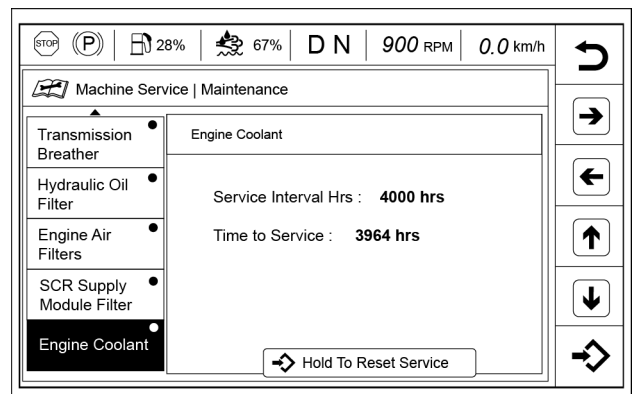 STOP (P) 28% 67% D N 900 RPM 0.0 km/h
Machine Service | Maintenance
Transmission
Breather
Hydraulic Oil
Filter
Engine Air
Filters
SCR Supply
Module Filter
Engine Coolant
Engine Coolant
Service Interval Hrs : 4000 hrs
Time to Service : 3964 hrs
Hold To Reset Service